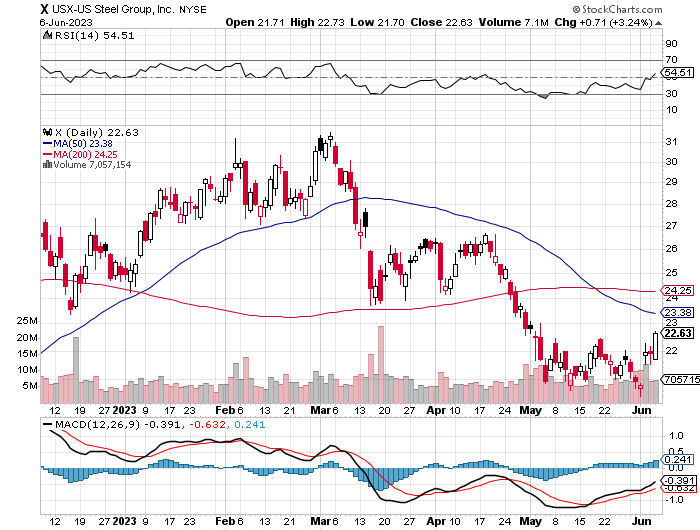 X USX-US Steel Group, Inc. NYSE © StockCharts.com
6-Jun-2023 Open 21.71 High 22.73 Low 21.70 Close 22.63 Volume 7.1M Chg +0.71 (+3.24%)
RSI(14) 54.51
90
70
54.51
50
30
10
X (Daily) 22.63
MA(50) 23.38
MA(200) 24.25
Volume 7,057,154
31
30
29
28
27
26
25
24.25
24
23.38
23
22.63
22
25M
20M
15M
10M
5M
705715
12 19 27 2023 9 17 23 Feb 6 13 21 Mar 6 13 20 27 Apr 10 17 24 May 8 15 22 Jun
MACD(12,26,9) -0.391, -0.632, 0.241
1.0
0.5
0.241
0.0
-0.391
-0.632
-1.0
12 19 27 2023 9 17 23 Feb 6 13 21 Mar 6 13 20 27 Apr 10 17 24 May 8 15 22 Jun